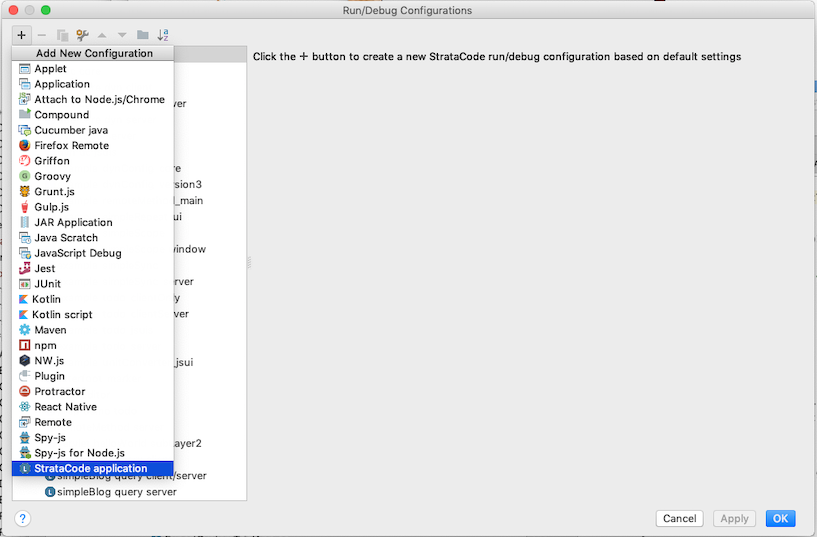 Run/Debug Configurations
Add New Configuration
Click the + button to create a new StrataCode run/debug configuration based on default settings
Applet
Application
Attach to Node.js/Chrome
ver
Compound
Cucumber java
Firefox Remote
Griffon
re
Groovy
rsion3
Grunt.js
l_main
Gulp.js
ui
JAR Application
Java Scratch
JavaScript Debug
vindow
Jest
JUnit
erver
Kotlin
y
Kotlin script
ver
Maven
npm
NW.js
_jsui
Plugin
Protractor
React Native
Remote
Spy-js
ayer2
Spy-js for Node.js
StrataCode application
simpleBlog query client/server
simpleBlog query server
?
Cancel
Apply
OK